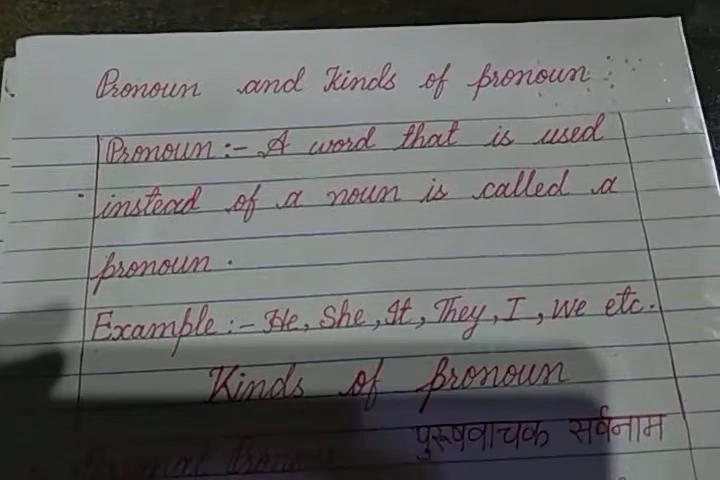 Pronoun and Kinds of pronoun :
Pronoun :- A word that is used
instead of a noun is called a
pronoun .
Example :- He, She, It, They, I, We etc.
Kinds of pronoun
पुरूषवाचक सर्वनाम